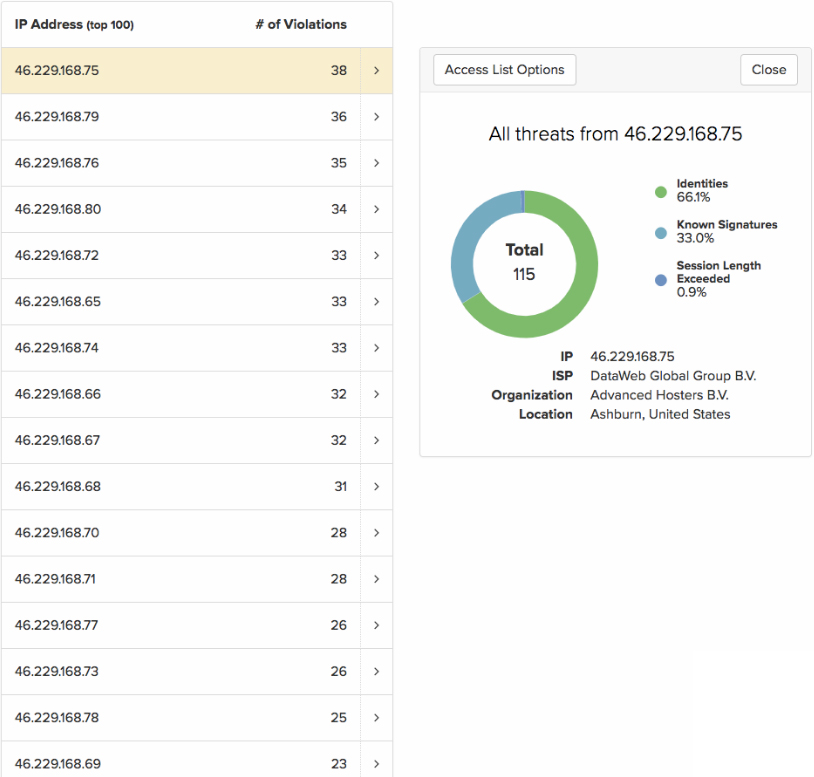 IP Address (top 100) # of Violations
46.229.168.75 38
46.229.168.79 36
46.229.168.76 35
46.229.168.80 34
46.229.168.72 33
46.229.168.65 33
46.229.168.74 33
46.229.168.66 32
46.229.168.67 32
46.229.168.68 31
46.229.168.70 28
46.229.168.71 28
46.229.168.77 26
46.229.168.73 26
46.229.168.78 25
46.229.168.69 23
Access List Options Close
All threats from 46.229.168.75
Total
115
Identities
66.1%
Known Signatures
33.0%
Session Length
Exceeded
0.9%
IP 46.229.168.75
ISP DataWeb Global Group B.V.
Organization Advanced Hosters B.V.
Location Ashburn, United States